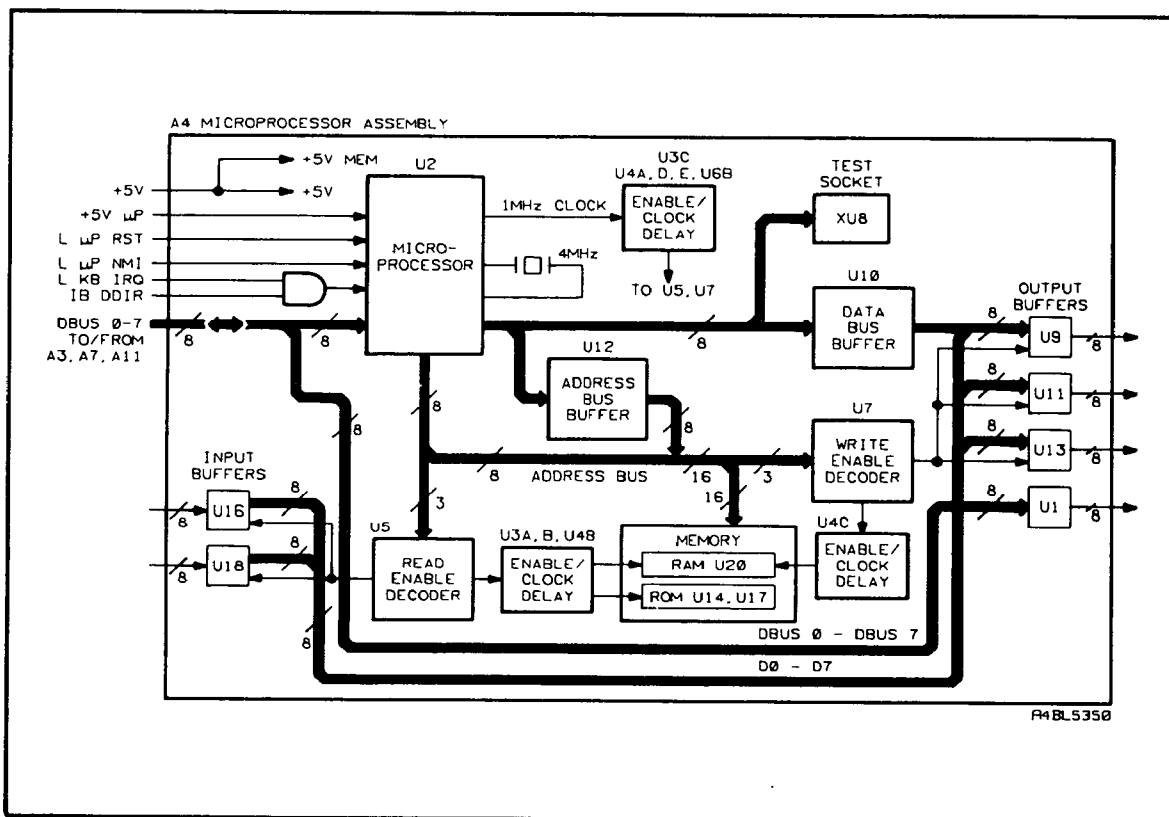 A4 MICROPROCESSOR ASSEMBLY
+5V MEM
+5V
+5V
+5V µP
L µP RST
L µP NMI
L KB IRQ
IB DDIR
DBUS 0-7
TO/FROM
A3, A7, A11
8
8
U2
MICRO-
PROCESSOR
1MHz CLOCK
4MHz
U3C
U4A, D, E, U6B
ENABLE/
CLOCK
DELAY
TO U5, U7
TEST
SOCKET
XU8
8
U10
DATA
BUS
BUFFER
OUTPUT
BUFFERS
8
U9
8
8
U11
8
8
U13
8
U1
8
U12
ADDRESS
BUS
BUFFER
8
8
8
8
ADDRESS BUS
16
3
16
U7
WRITE
ENABLE
DECODER
INPUT
BUFFERS
8
U16
8
8
U18
8
8
3
U5
READ
ENABLE
DECODER
U3A, B, U4B
ENABLE/
CLOCK
DELAY
MEMORY
RAM U20
ROM U14, U17
U4C
ENABLE/
CLOCK
DELAY
DBUS 0 - DBUS 7
D0 - D7
A4BL5350